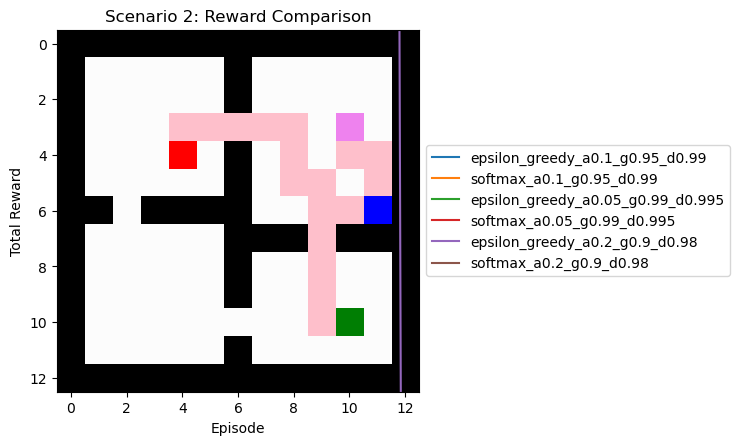 Scenario 2: Reward Comparison
Total Reward
0
2
4
6
8
10
12
0 2 4 6 8 10 12
Episode
epsilon_greedy_a0.1_g0.95_d0.99
softmax_a0.1_g0.95_d0.99
epsilon_greedy_a0.05_g0.99_d0.995
softmax_a0.05_g0.99_d0.995
epsilon_greedy_a0.2_g0.9_d0.98
softmax_a0.2_g0.9_d0.98